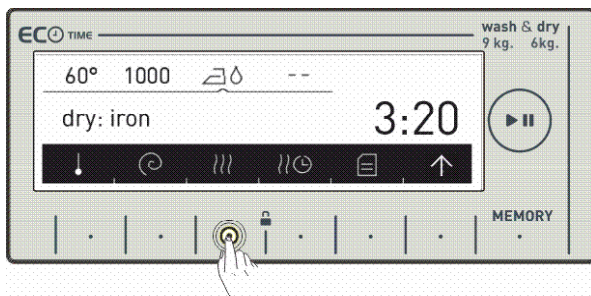 ECO TIME
wash & dry
9 kg. 6kg.
60° 1000 --
dry: iron
3:20
MEMORY